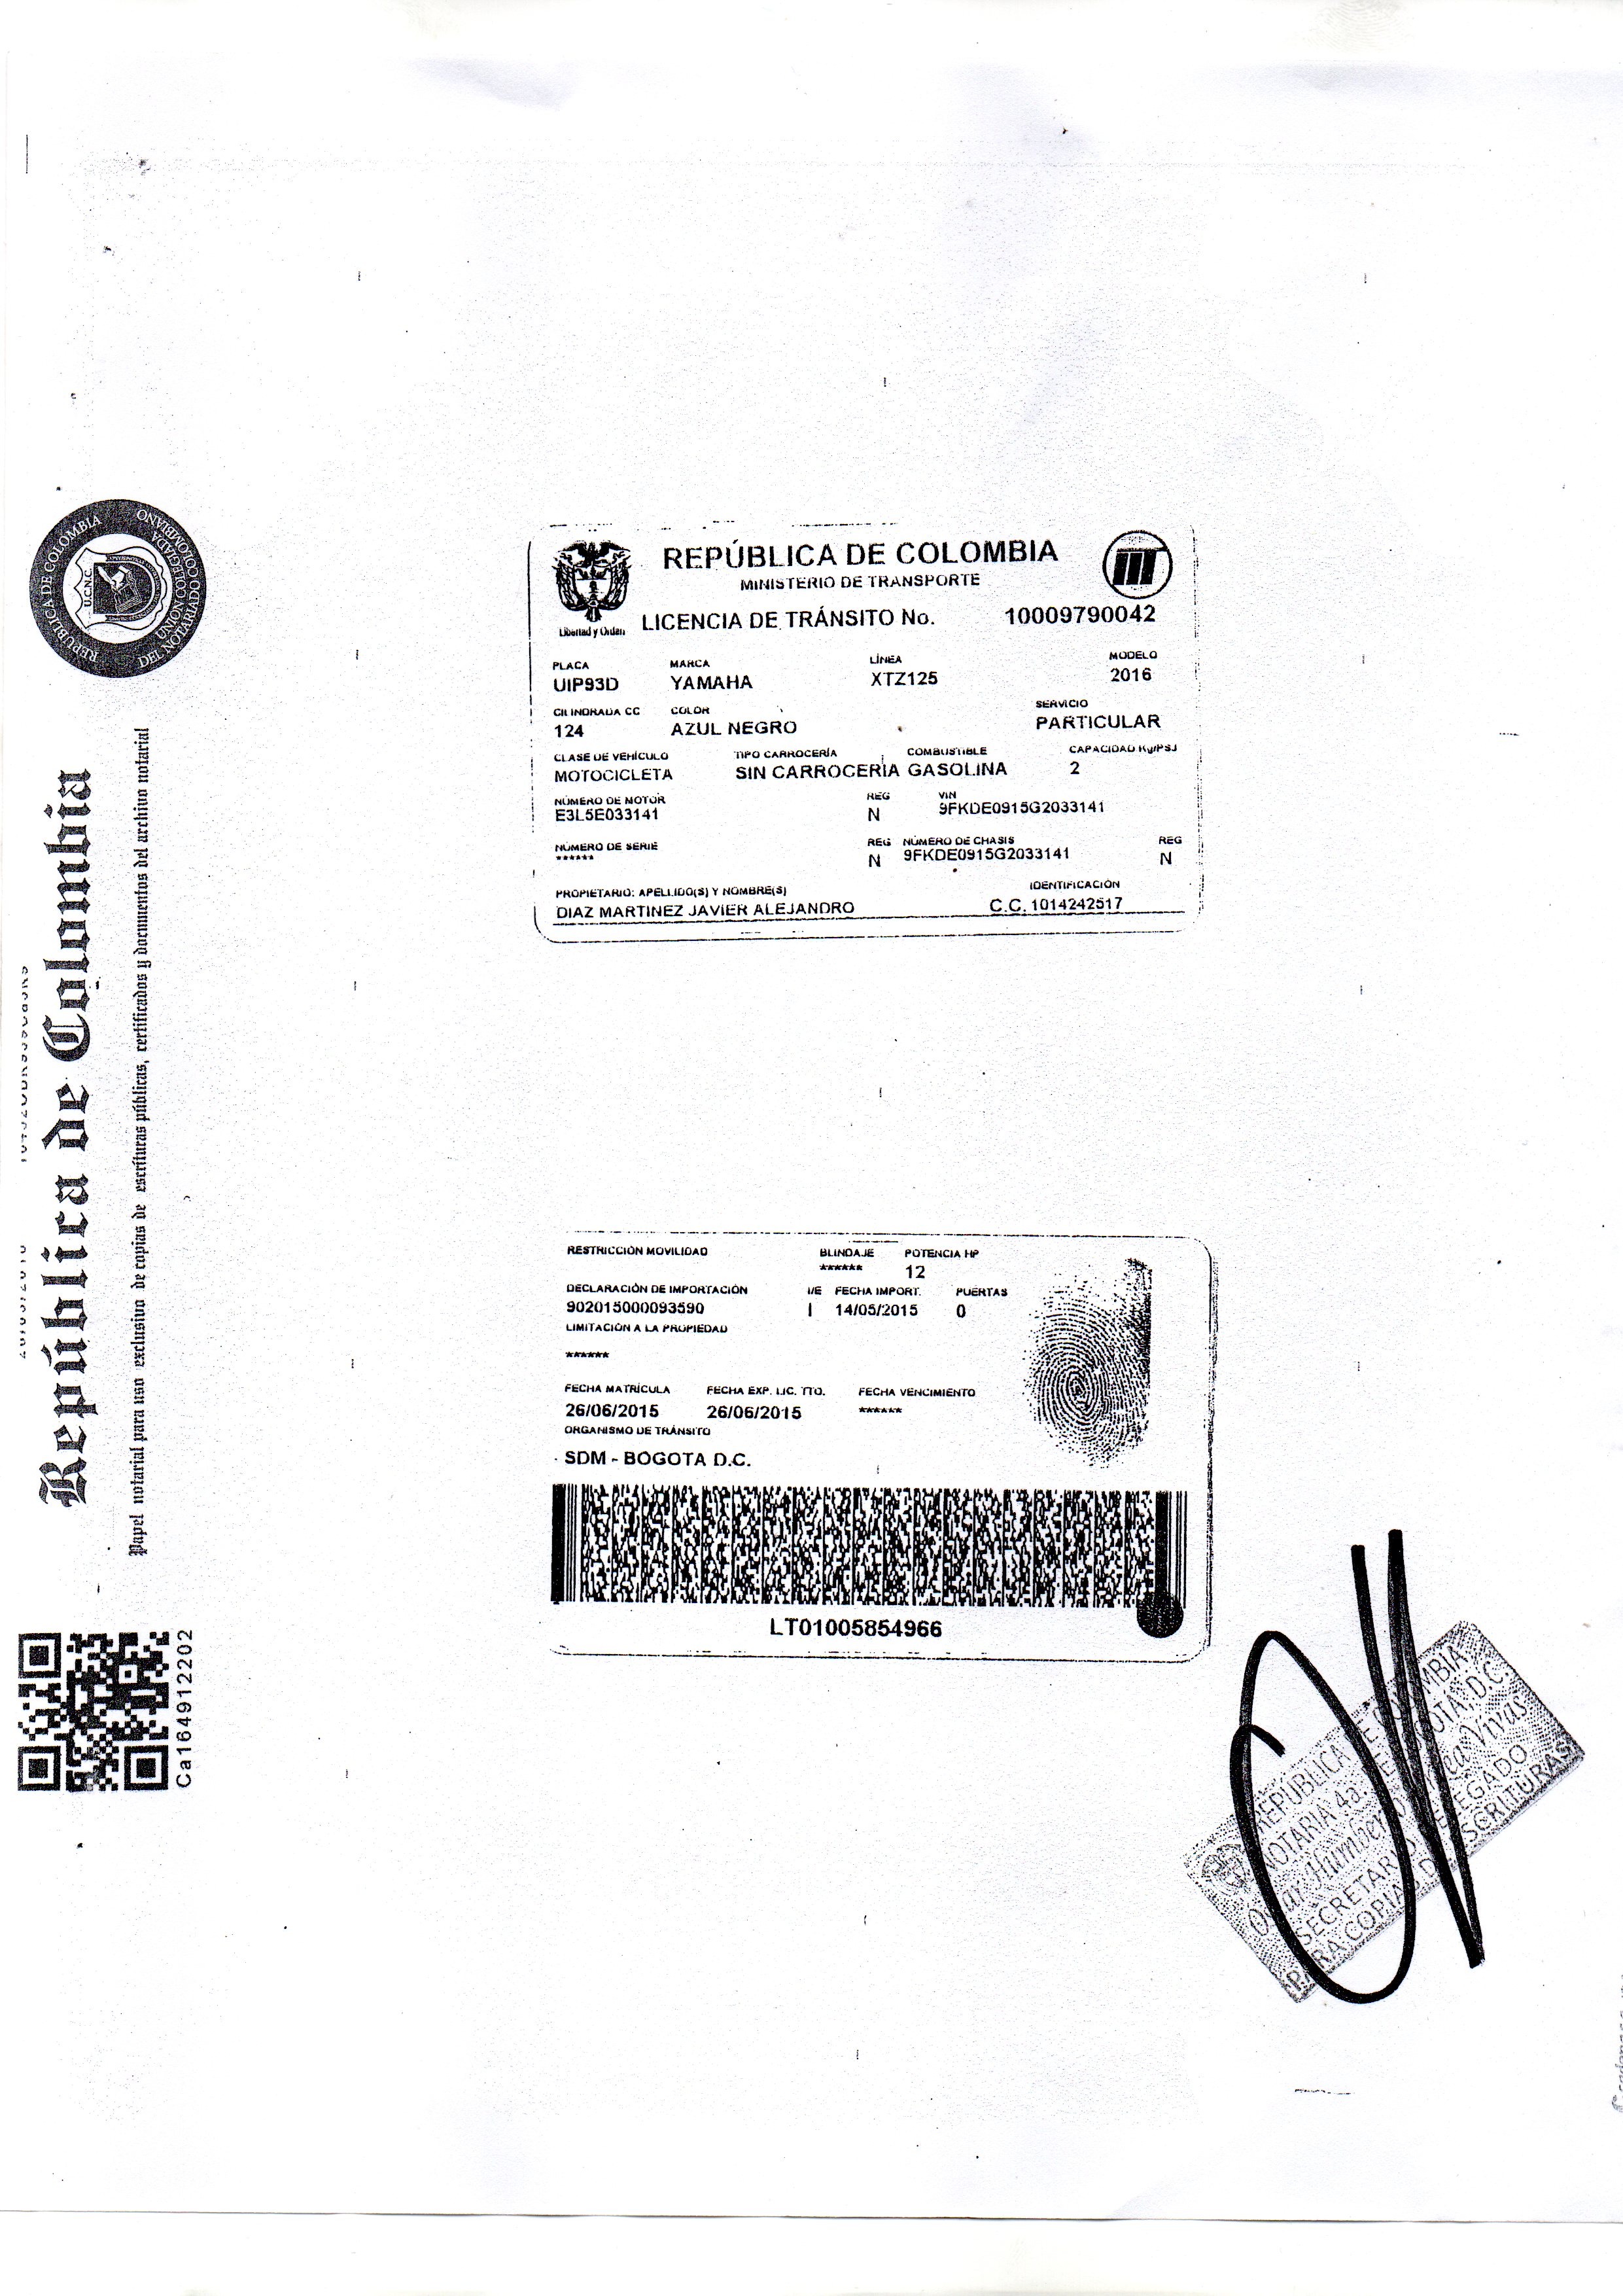 REPÚBLICA DE COLOMBIA
UNIÓN COLEGIADA
DEL NOTARIADO COLOMBIANO
U.C.N.C.
República de Colombia
Papel notarial para uso exclusivo de copias de escrituras públicas, certificados y documentos del archivo notarial
Ca164912202
REPÚBLICA DE COLOMBIA
MINISTERIO DE TRANSPORTE
Libertad y Orden
LICENCIA DE TRÁNSITO No. 10009790042
PLACA MARCA LÍNEA MODELO
UIP93D YAMAHA XTZ125 2016
CILINDRADA CC COLOR SERVICIO
124 AZUL NEGRO PARTICULAR
CLASE DE VEHÍCULO TIPO CARROCERÍA COMBUSTIBLE CAPACIDAD Kg/PSJ
MOTOCICLETA SIN CARROCERÍA GASOLINA 2
NÚMERO DE MOTOR REG VIN
E3L5E033141 N 9FKDE0915G2033141
NÚMERO DE SERIE REG NÚMERO DE CHASIS REG
****** N 9FKDE0915G2033141 N
PROPIETARIO: APELLIDO(S) Y NOMBRE(S) IDENTIFICACIÓN
DIAZ MARTINEZ JAVIER ALEJANDRO C.C. 1014242517
RESTRICCIÓN MOVILIDAD BLINDAJE POTENCIA HP
****** 12
DECLARACIÓN DE IMPORTACIÓN I/E FECHA IMPORT. PUERTAS
902015000093590 I 14/05/2015 0
LIMITACIÓN A LA PROPIEDAD
******
FECHA MATRÍCULA FECHA EXP. LIC. TTO. FECHA VENCIMIENTO
26/06/2015 26/06/2015 ******
ORGANISMO DE TRÁNSITO
SDM - BOGOTA D.C.
LT01005854966
REPÚBLICA DE COLOMBIA
NOTARIA 4a. D.C.
Vivas
SECRETARIO
PARA COPIAS DE ESCRITURAS